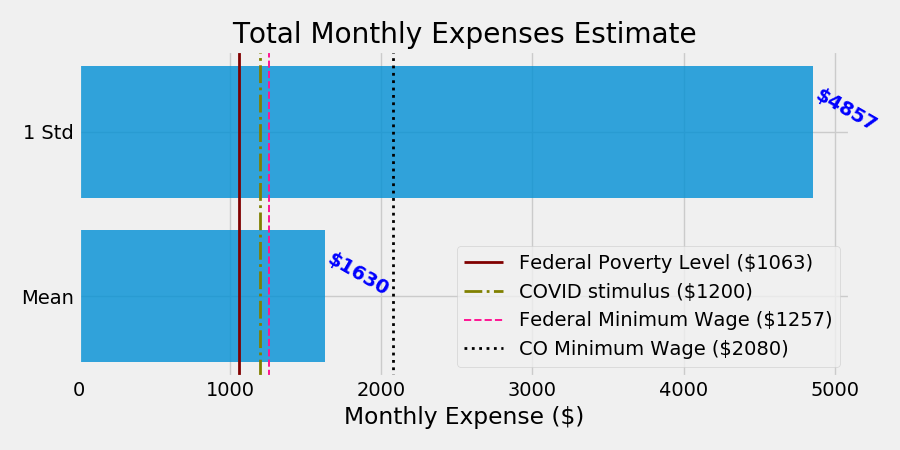 Total Monthly Expenses Estimate
1 Std
$4857
Mean
$1630
Federal Poverty Level ($1063)
COVID stimulus ($1200)
Federal Minimum Wage ($1257)
CO Minimum Wage ($2080)
0 1000 2000 3000 4000 5000
Monthly Expense ($)